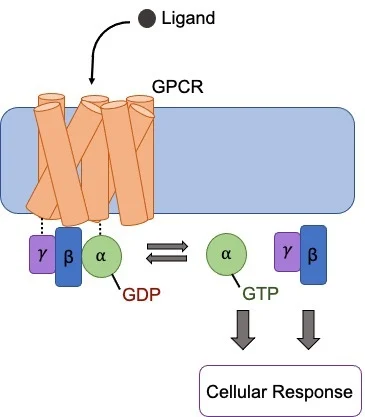 Ligand
GPCR
γ
β
α
GDP
α
GTP
γ
β
Cellular Response